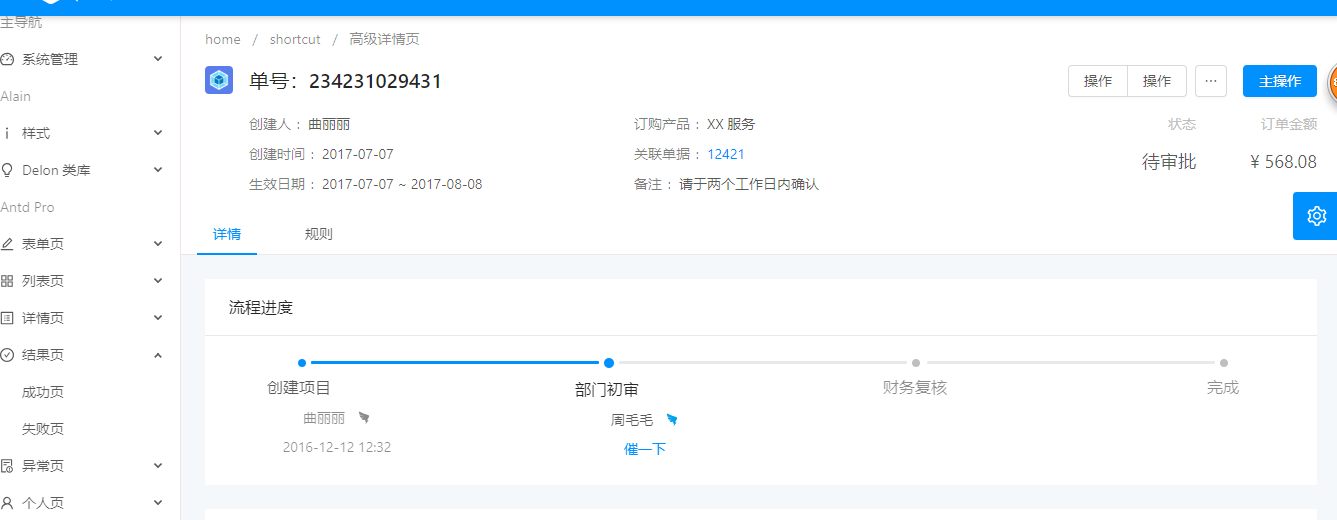 主导航
系统管理
Alain
样式
Delon 类库
Antd Pro
表单页
列表页
详情页
结果页
成功页
失败页
异常页
个人页
home / shortcut / 高级详情页
单号：234231029431
操作 操作 ··· 主操作
创建人： 曲丽丽 订购产品： XX 服务
创建时间： 2017-07-07 关联单据： 12421
生效日期： 2017-07-07 ~ 2017-08-08 备注： 请于两个工作日内确认
状态 订单金额
待审批 ¥ 568.08
详情 规则
流程进度
创建项目 部门初审 财务复核 完成
曲丽丽 周毛毛
2016-12-12 12:32 催一下